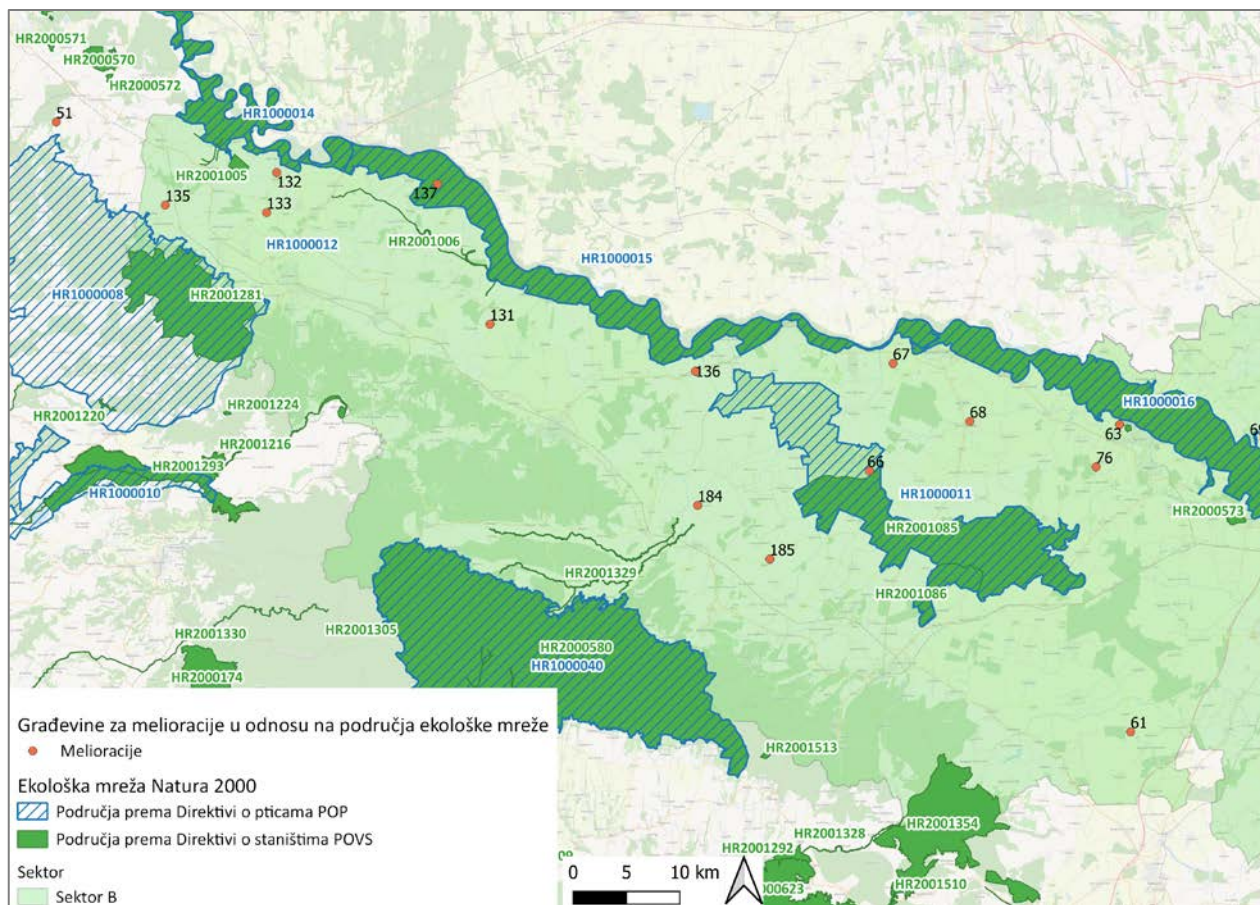 HR2000571
HR2000570
HR2000572
51
HR1000014
HR2001005
132
137
135
133
HR1000012
HR2001006
HR1000015
HR1000008
HR2001281
131
136
67
HR2001220
HR2001224
68
HR1000016
63
HR2001216
HR2001293
66
76
HR1000010
HR1000011
184
HR2001085
HR2000573
185
HR2001329
HR2001086
HR2001330
HR2001305
HR2000580
HR1000040
HR2000174
61
HR2001513
HR2001354
HR2001328
HR2001292
HR2001510
Građevine za melioracije u odnosu na područja ekološke mreže
Melioracije
Ekološka mreža Natura 2000
Područja prema Direktivi o pticama POP
Područja prema Direktivi o staništima POVS
Sektor
Sektor B
0 5 10 km